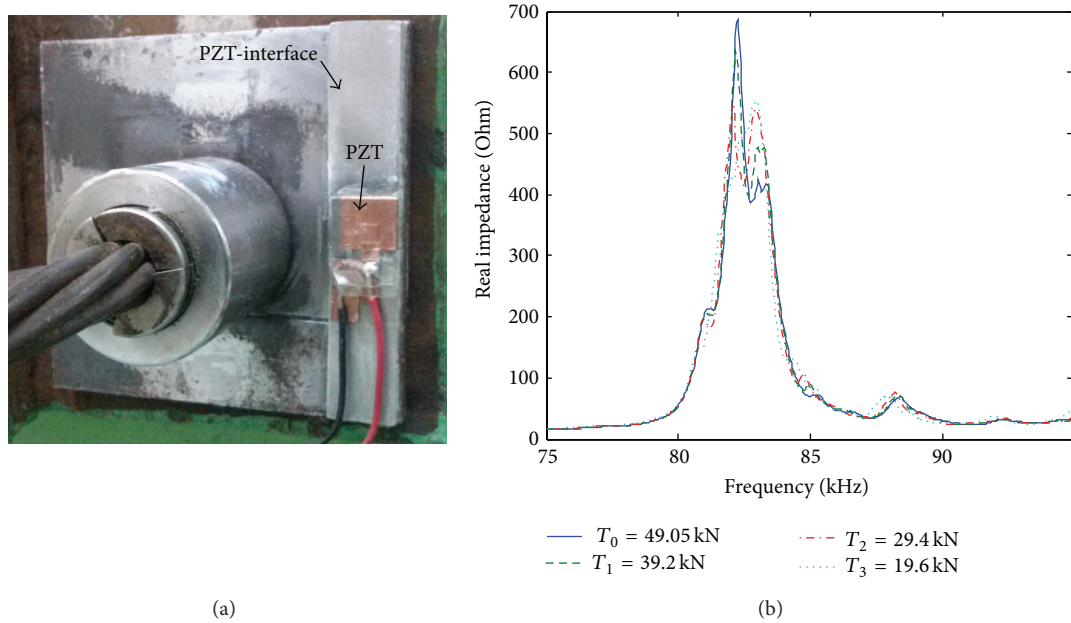 PZT-interface
PZT
(a)
Real impedance (Ohm)
700
600
500
400
300
200
100
0
75 80 85 90
Frequency (kHz)
T0 = 49.05 kN
T1 = 39.2 kN
T2 = 29.4 kN
T3 = 19.6 kN
(b)